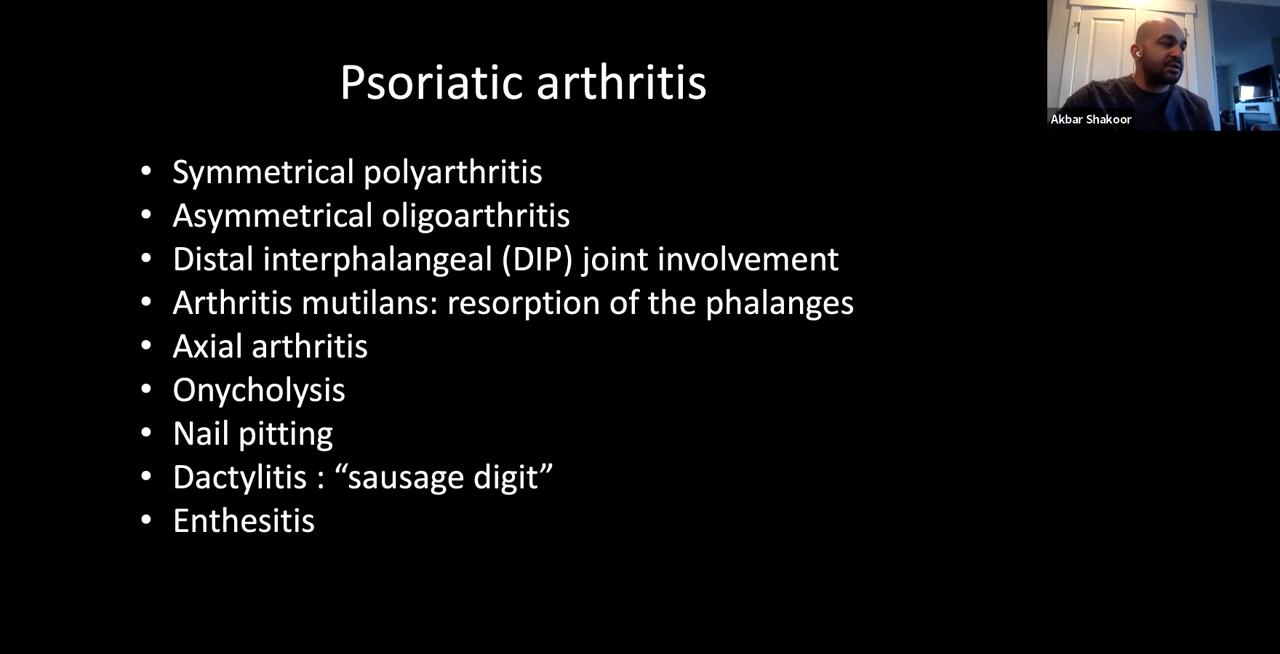 Psoriatic arthritis
Akbar Shakoor
• Symmetrical polyarthritis
• Asymmetrical oligoarthritis
• Distal interphalangeal (DIP) joint involvement
• Arthritis mutilans: resorption of the phalanges
• Axial arthritis
• Onycholysis
• Nail pitting
• Dactylitis : “sausage digit”
• Enthesitis